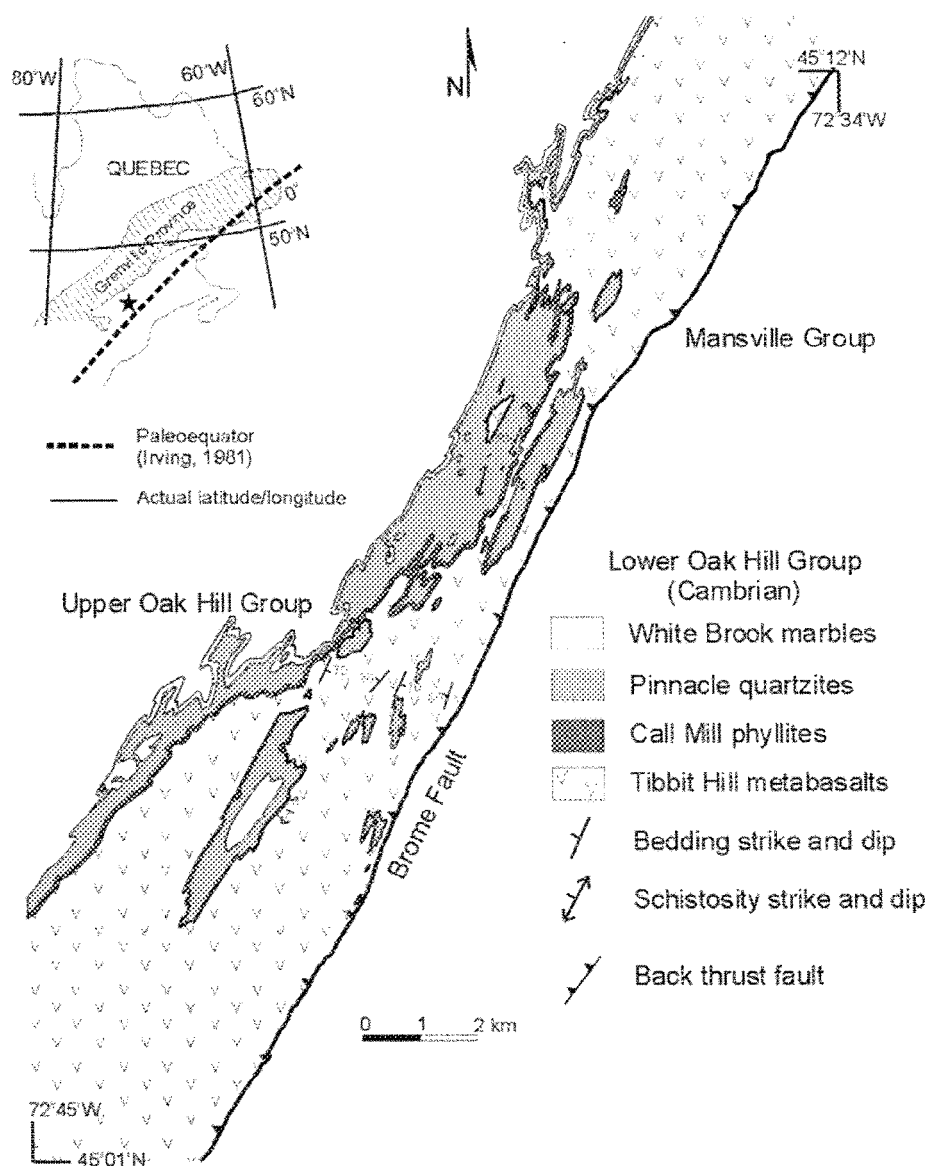 80°W
60°W
60°N
QUEBEC
0°
Grenville Province
50°N
N
45°12'N
72°34'W
Mansville Group
Paleoequator
(Irving, 1981)
Actual latitude/longitude
Upper Oak Hill Group
Lower Oak Hill Group
(Cambrian)
White Brook marbles
Pinnacle quartzites
Call Mill phyllites
Tibbit Hill metabasalts
Bedding strike and dip
Schistosity strike and dip
Back thrust fault
Brome Fault
0 1 2 km
72°45'W
45°01'N